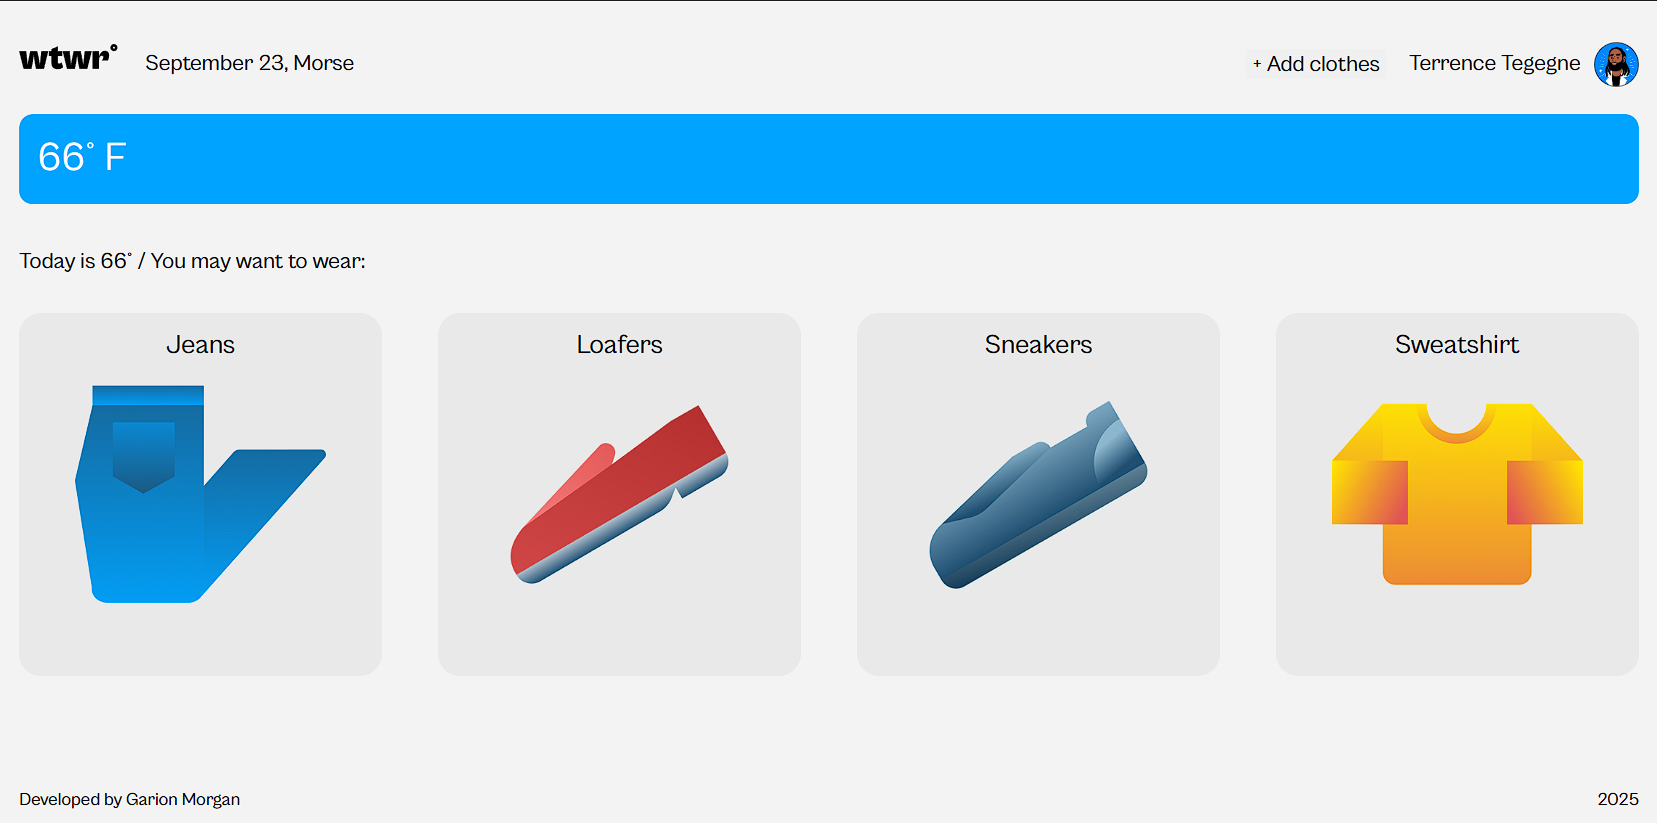 wtwr°
September 23, Morse
+ Add clothes
Terrence Tegegne
66° F
Today is 66° / You may want to wear:
Jeans
Loafers
Sneakers
Sweatshirt
Developed by Garion Morgan
2025